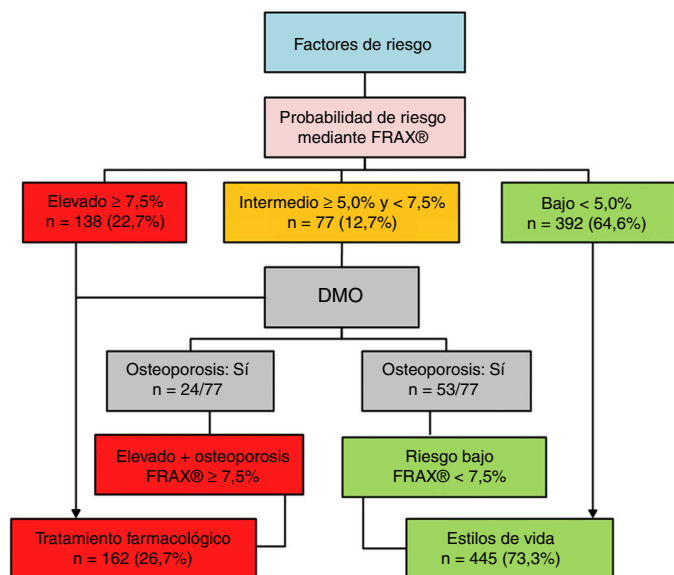 Factores de riesgo
Probabilidad de riesgo
mediante FRAX®
Elevado ≥ 7,5%
n = 138 (22,7%)
Intermedio ≥ 5,0% y < 7,5%
n = 77 (12,7%)
Bajo < 5,0%
n = 392 (64,6%)
DMO
Osteoporosis: Sí
n = 24/77
Osteoporosis: Sí
n = 53/77
Elevado + osteoporosis
FRAX® ≥ 7,5%
Riesgo bajo
FRAX® < 7,5%
Tratamiento farmacológico
n = 162 (26,7%)
Estilos de vida
n = 445 (73,3%)